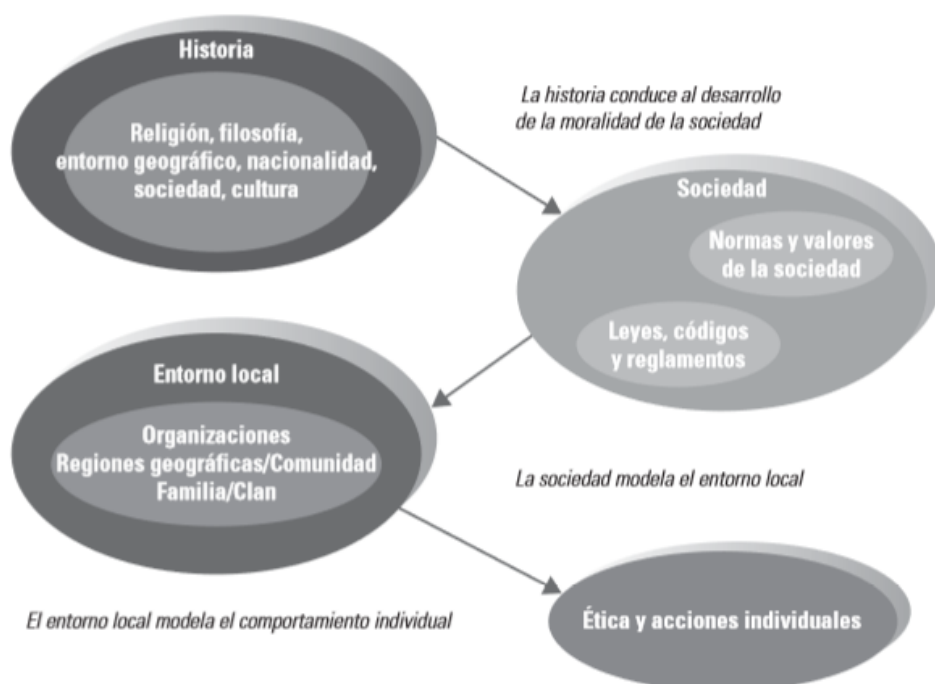 Historia
Religión, filosofía,
entorno geográfico, nacionalidad,
sociedad, cultura
La historia conduce al desarrollo
de la moralidad de la sociedad
Sociedad
Normas y valores
de la sociedad
Leyes, códigos
y reglamentos
Entorno local
Organizaciones
Regiones geográficas/Comunidad
Familia/Clan
La sociedad modela el entorno local
El entorno local modela el comportamiento individual
Ética y acciones individuales